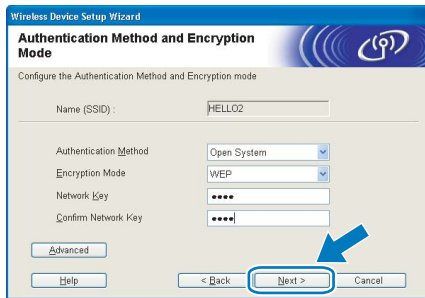 Wireless Device Setup Wizard
Authentication Method and Encryption
Mode
Configure the Authentication Method and Encryption mode
Name (SSID) : HELLO2
Authentication Method Open System
Encryption Mode WEP
Network Key ●●●●
Confirm Network Key ●●●●
Advanced
Help < Back Next > Cancel